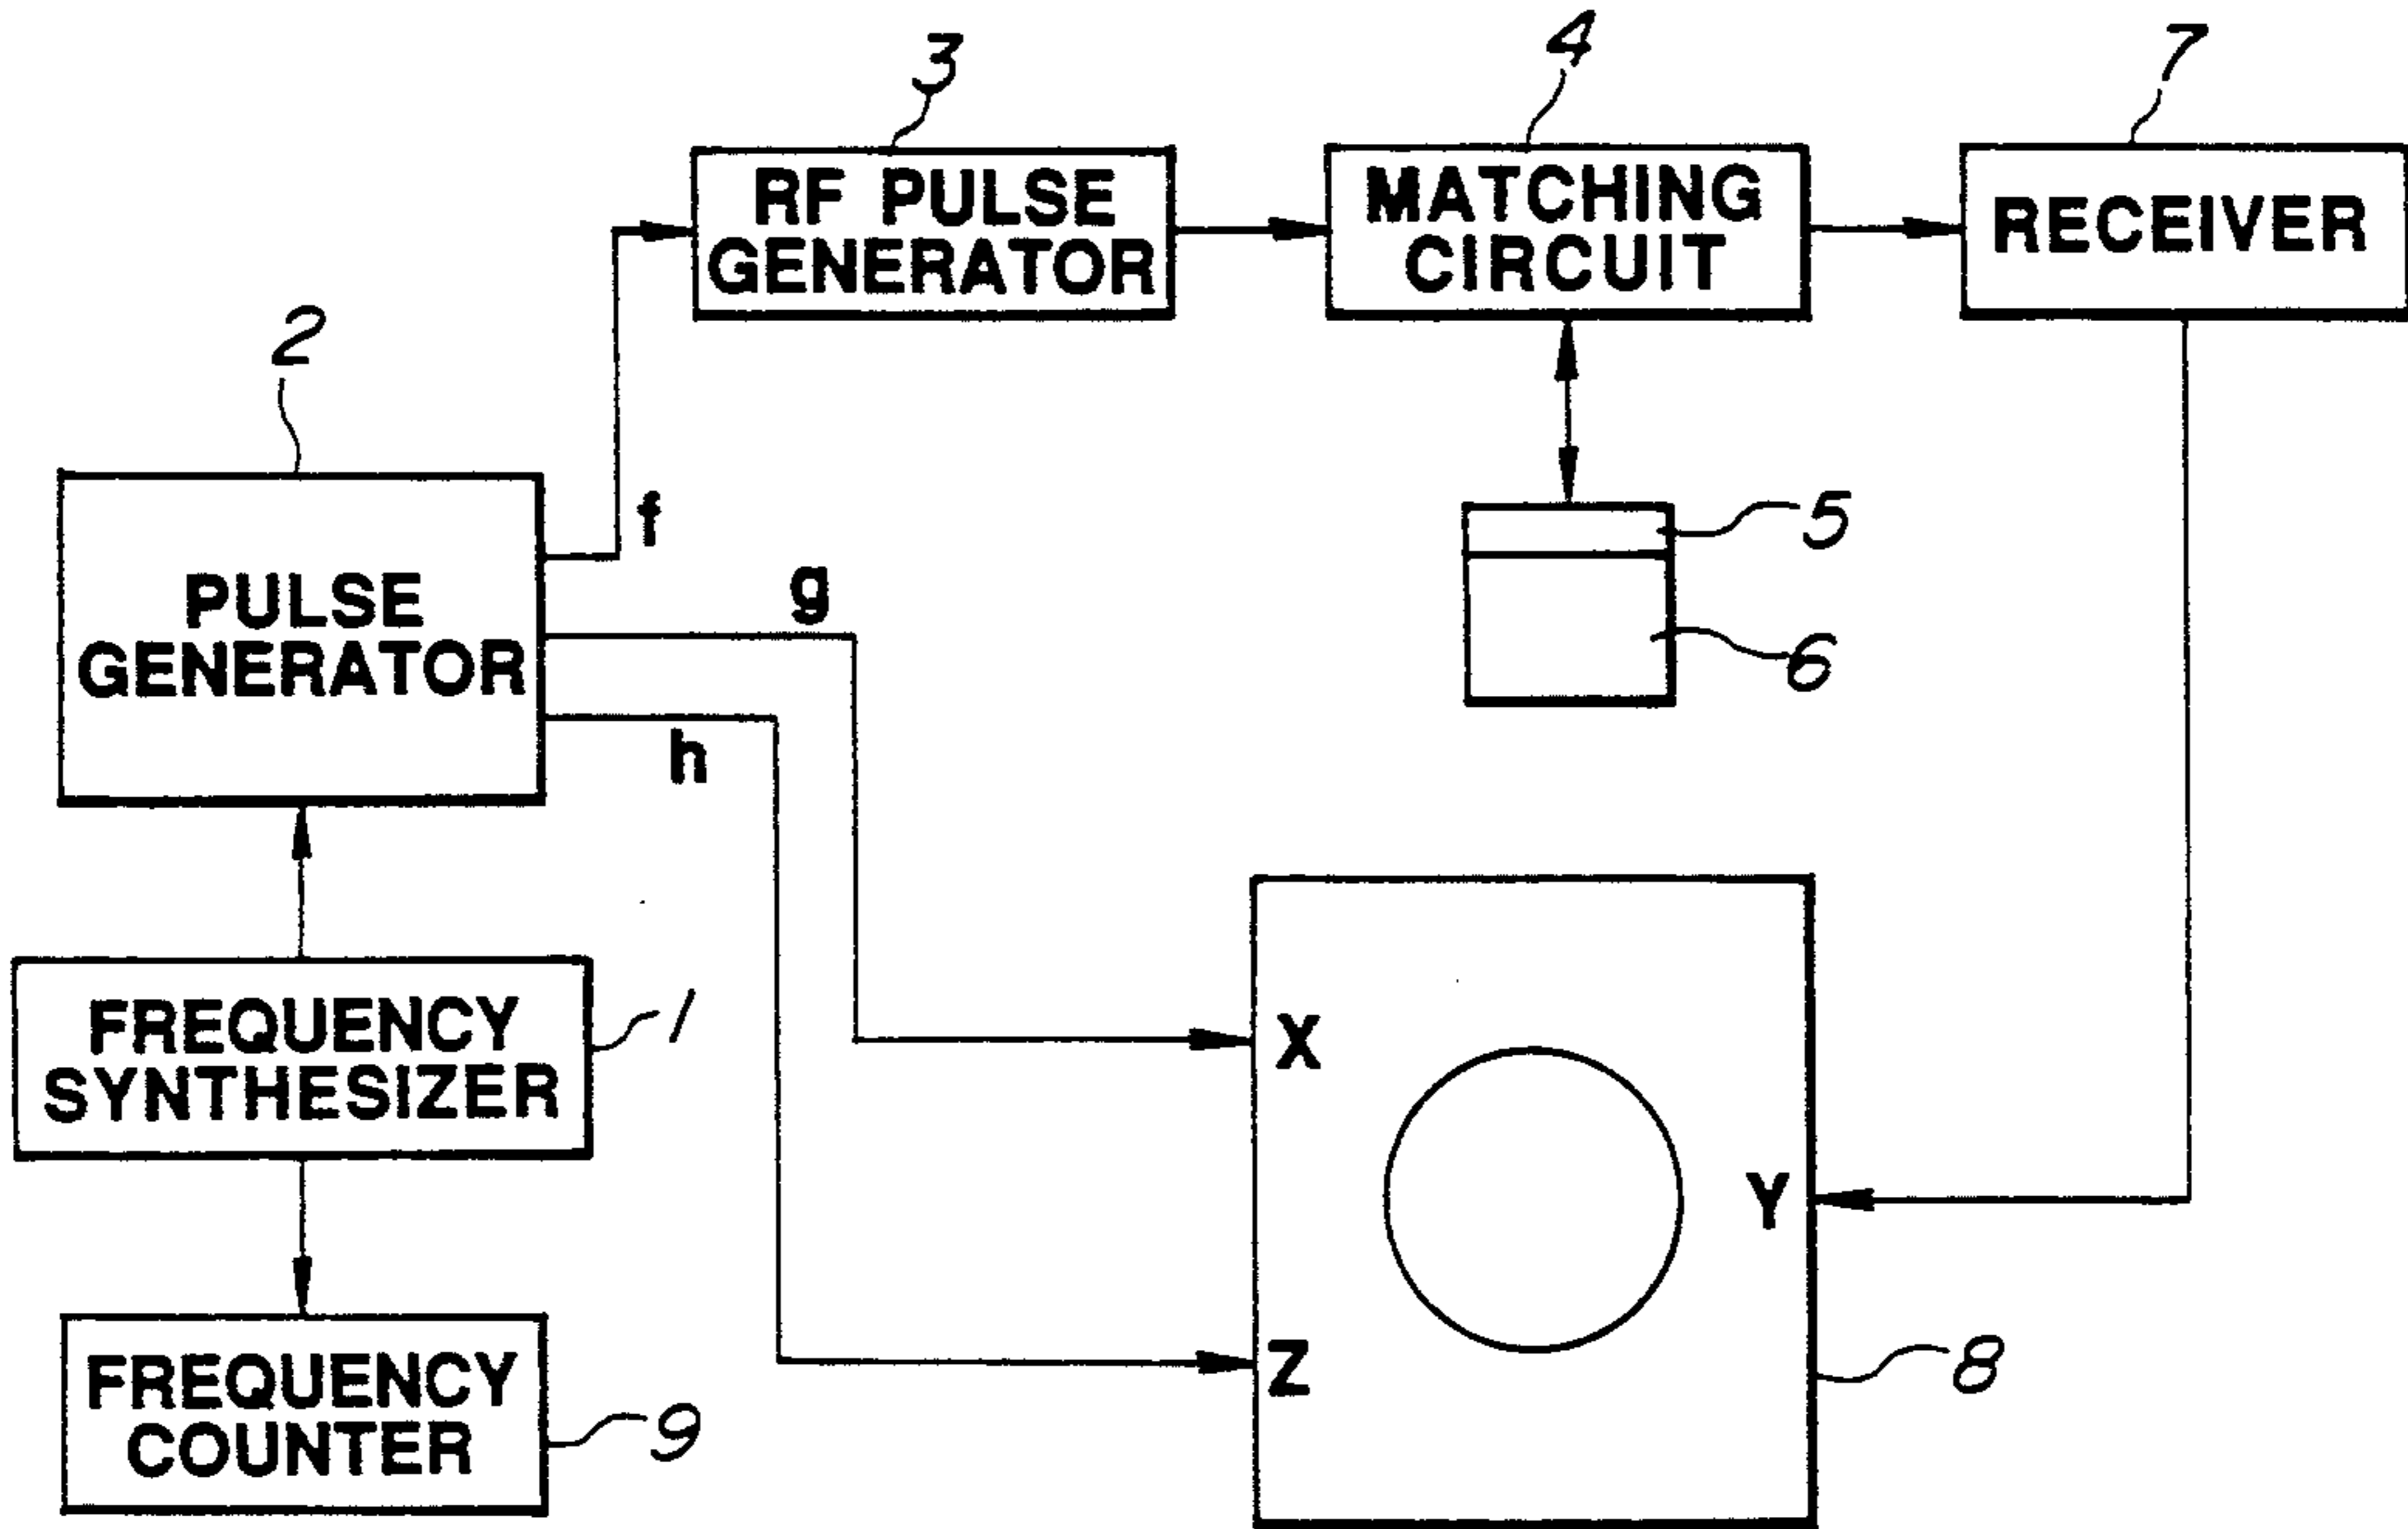 3
4
7
RF PULSE
GENERATOR
MATCHING
CIRCUIT
RECEIVER
2
f
5
PULSE
GENERATOR
g
6
h
FREQUENCY
SYNTHESIZER
1
X
Y
Z
8
FREQUENCY
COUNTER
9